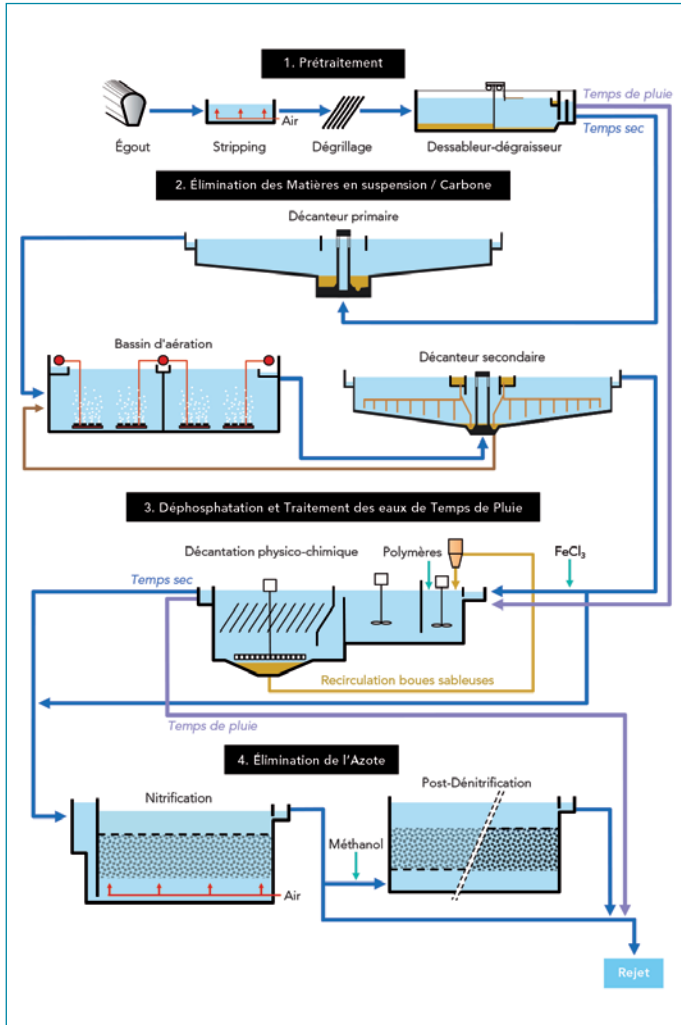 1. Prétraitement
Temps de pluie
Air
Temps sec
Égout
Stripping
Dégrillage
Dessableur-dégraisseur
2. Élimination des Matières en suspension / Carbone
Décanteur primaire
Bassin d'aération
Décanteur secondaire
3. Déphosphatation et Traitement des eaux de Temps de Pluie
Décantation physico-chimique
Polymères
FeCl₃
Temps sec
Recirculation boues sableuses
Temps de pluie
4. Élimination de l'Azote
Nitrification
Post-Dénitrification
Méthanol
Air
Rejet